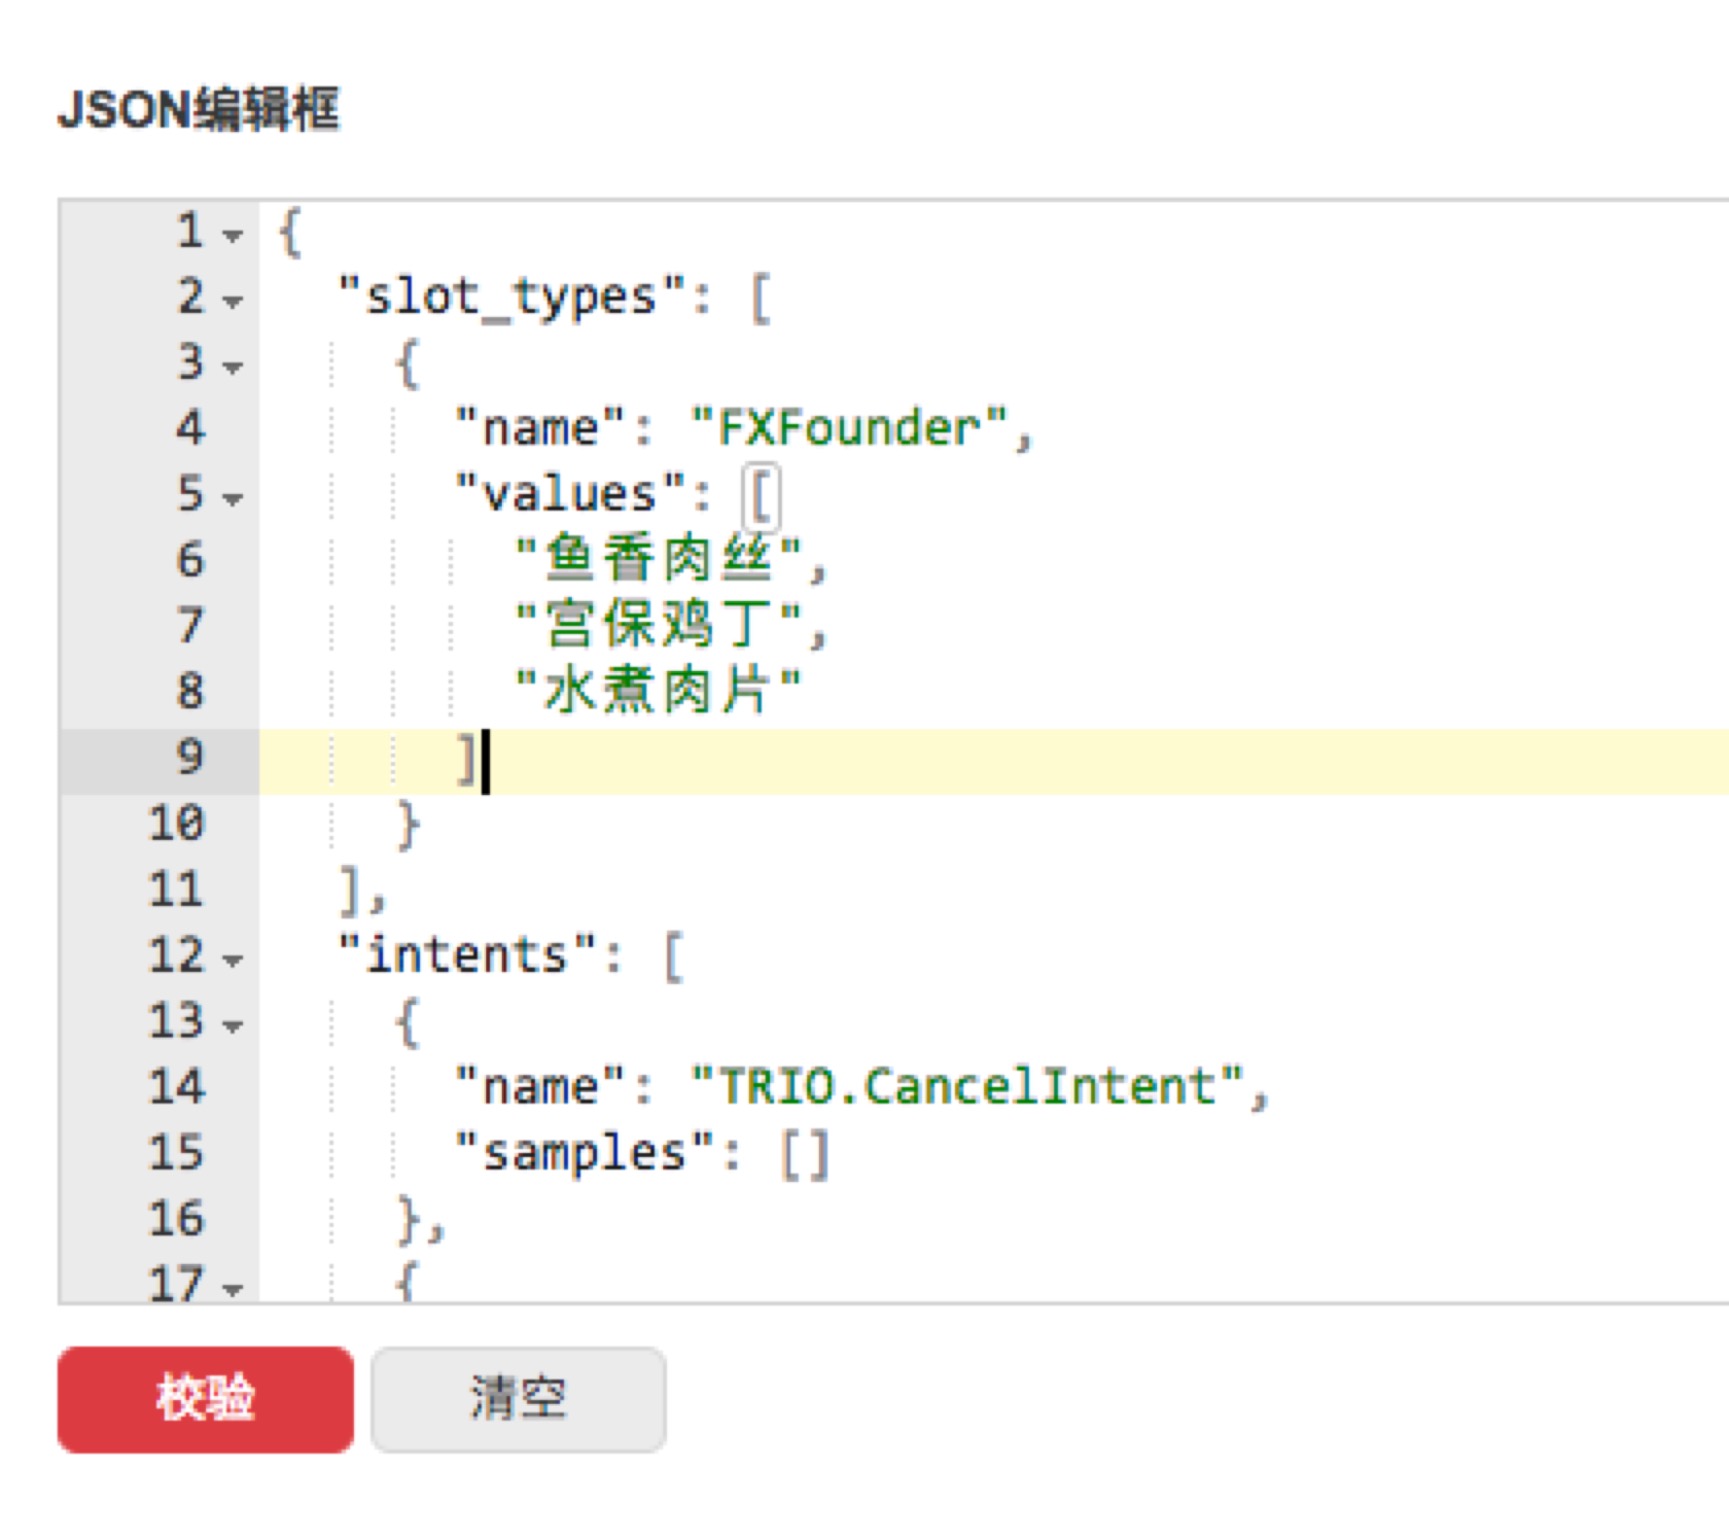 JSON编辑框
1 {
2 "slot_types": [
3 {
4 "name": "FXFounder",
5 "values": [
6 "鱼香肉丝",
7 "宫保鸡丁",
8 "水煮肉片"
9 ]
10 }
11 ],
12 "intents": [
13 {
14 "name": "TRIO.CancelIntent",
15 "samples": []
16 },
17 {
校验 清空